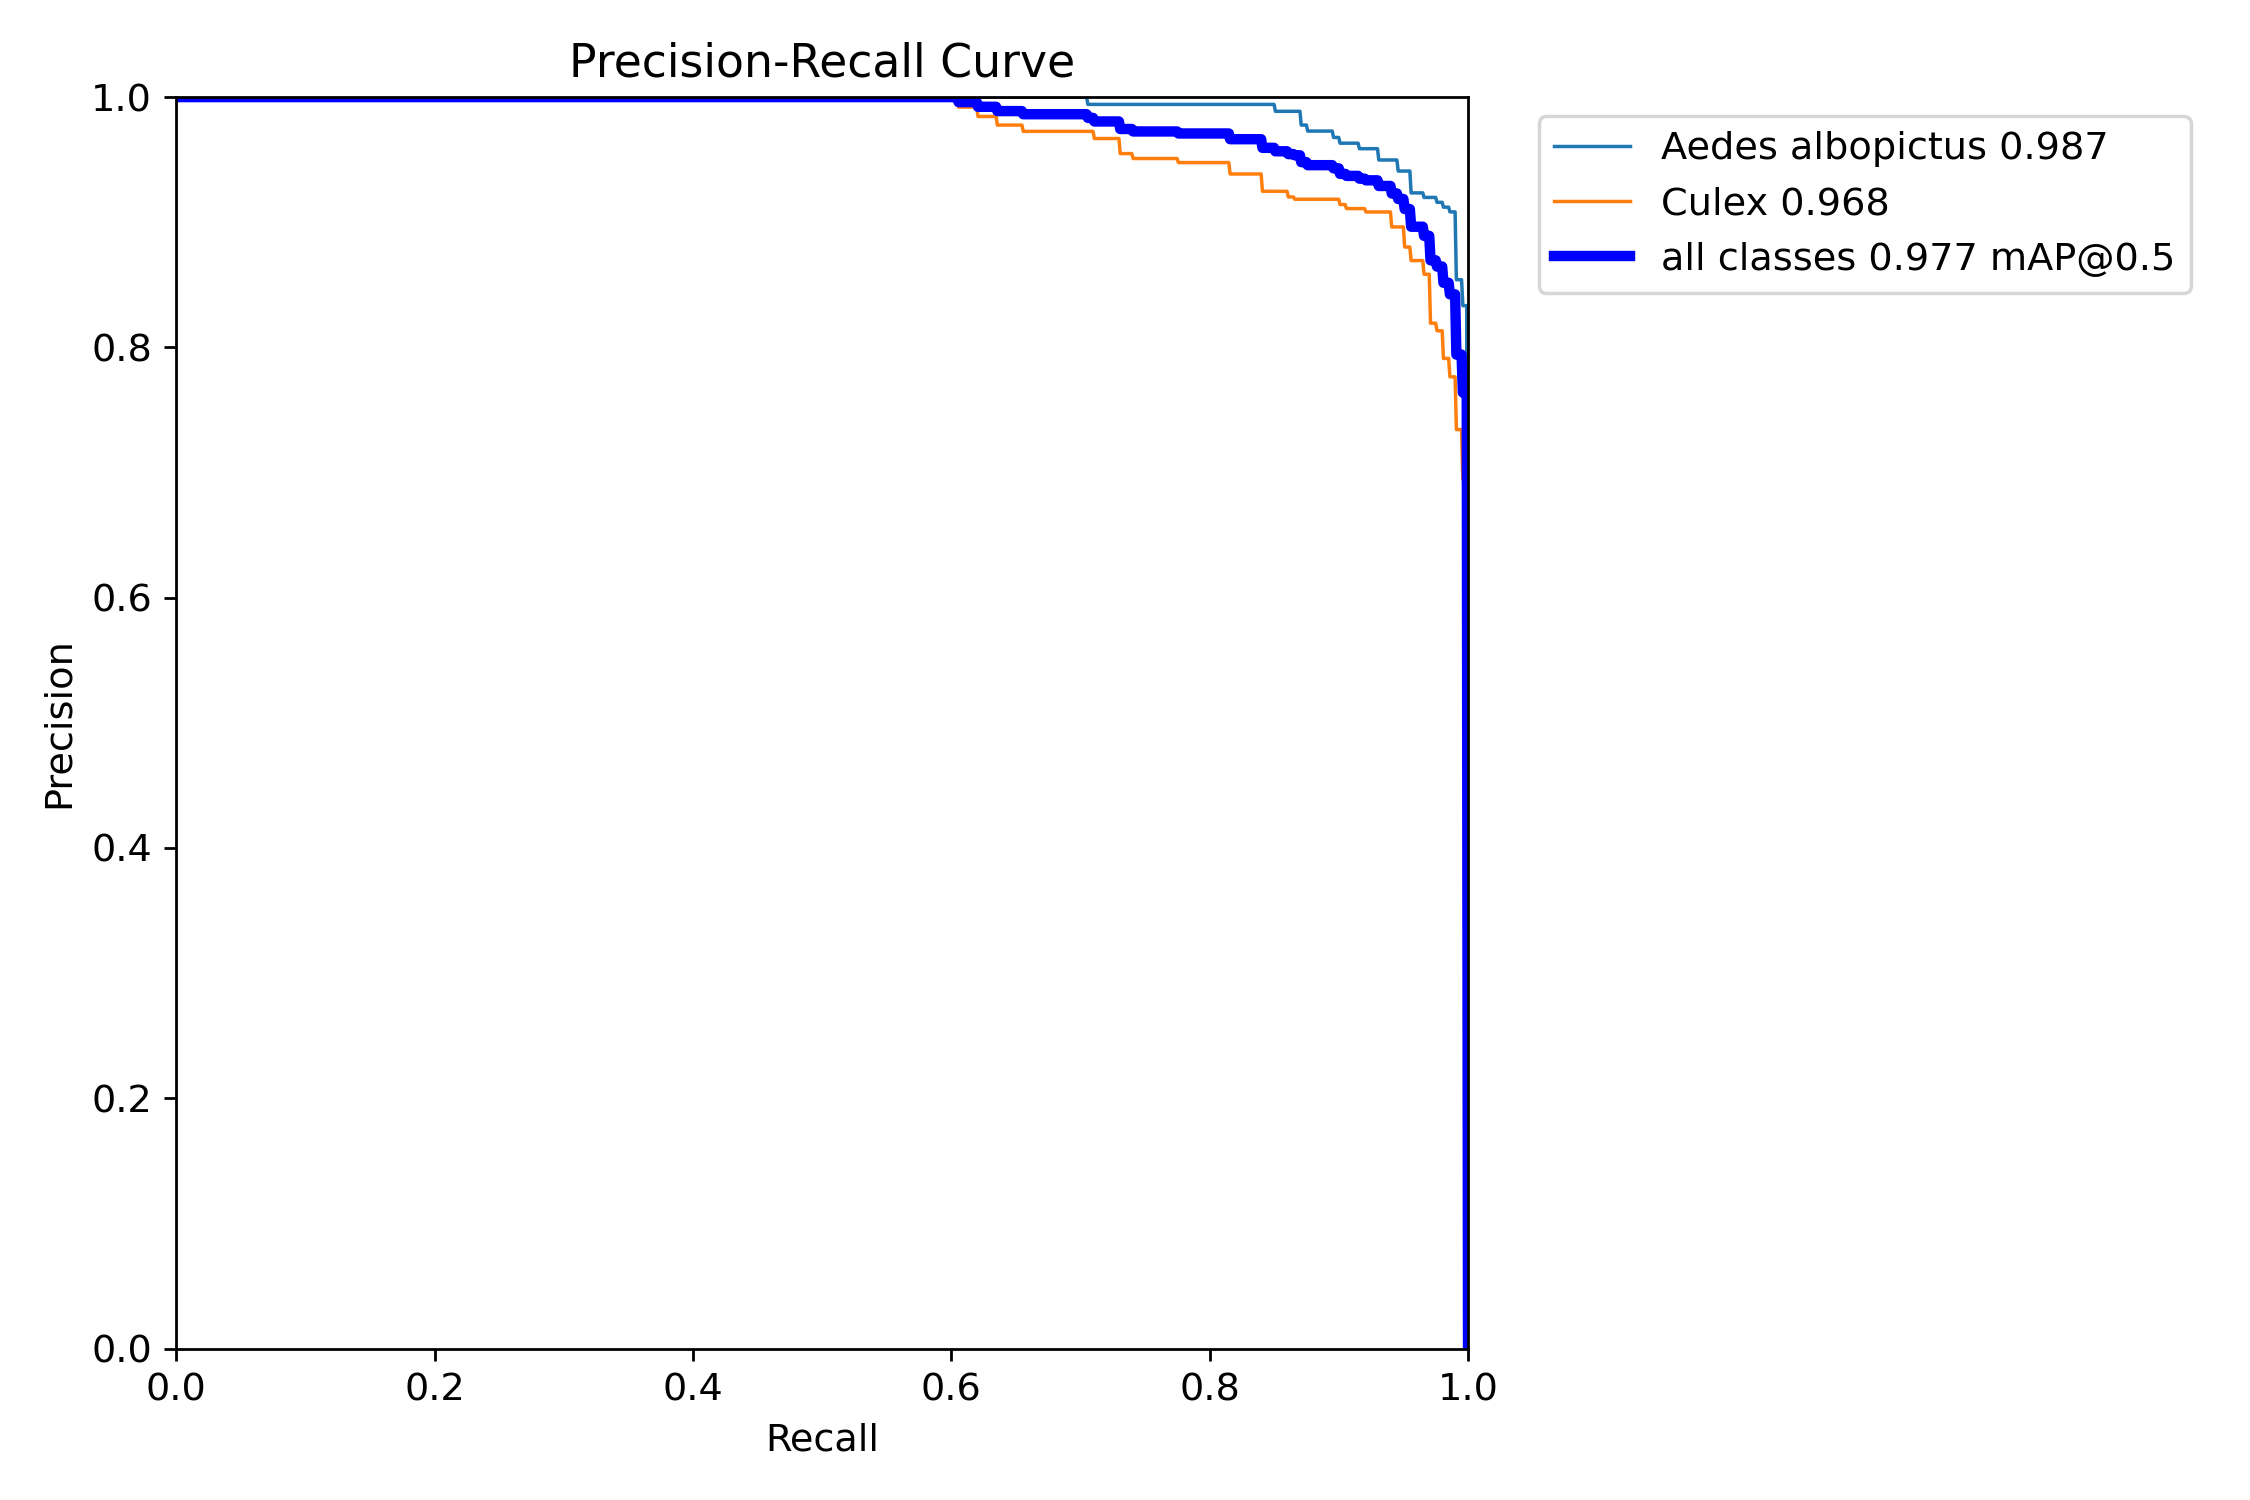 Precision-Recall Curve
1.0
0.8
0.6
0.4
0.2
0.0
Precision
0.0 0.2 0.4 0.6 0.8 1.0
Recall
Aedes albopictus 0.987
Culex 0.968
all classes 0.977 mAP@0.5